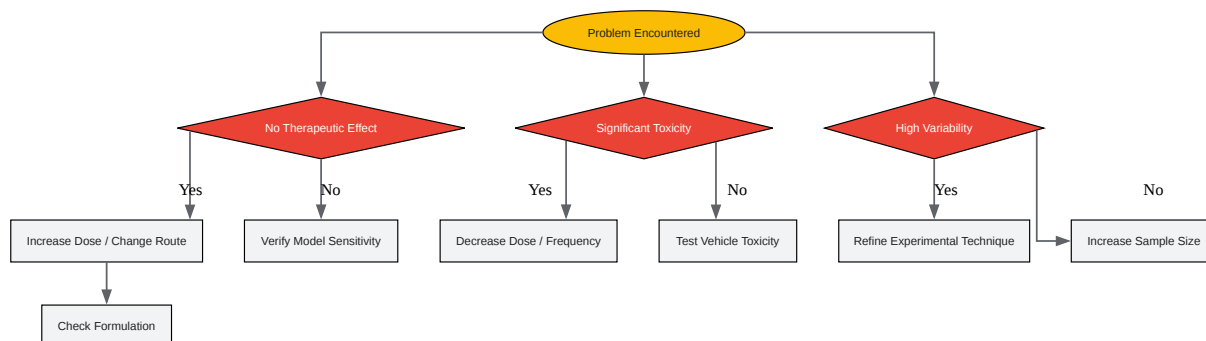 Problem Encountered
No Therapeutic Effect
Significant Toxicity
High Variability
Yes
No
Yes
No
Yes
No
Increase Dose / Change Route
Verify Model Sensitivity
Decrease Dose / Frequency
Test Vehicle Toxicity
Refine Experimental Technique
Increase Sample Size
Check Formulation